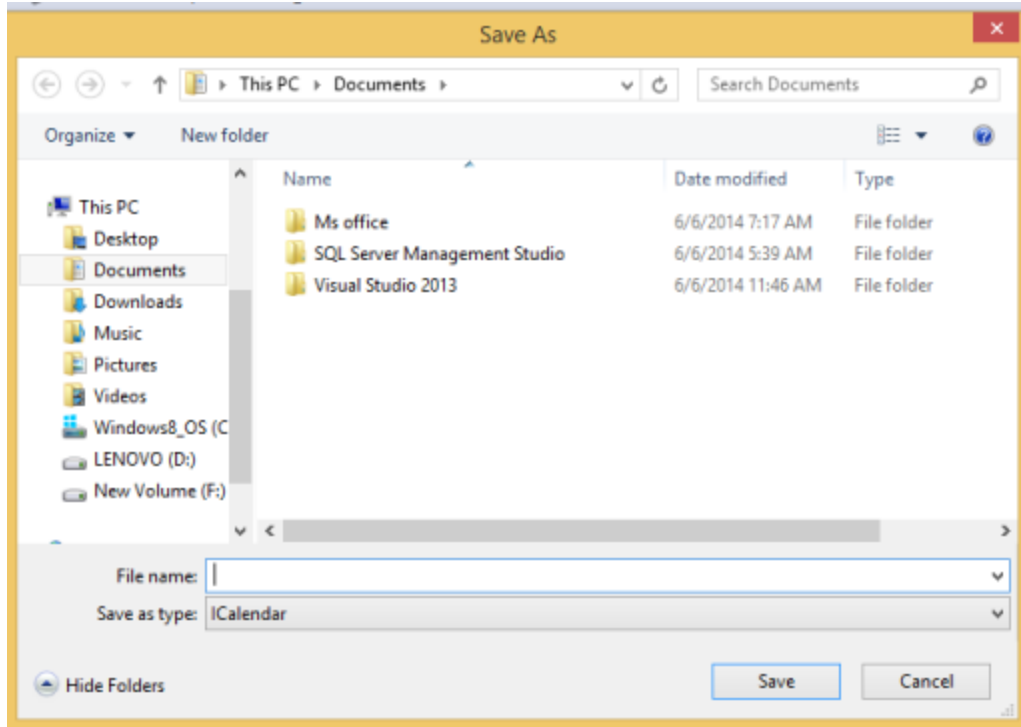 Save As
This PC Documents
Search Documents
Organize New folder
Name Date modified Type
This PC
Desktop
Documents
Downloads
Music
Pictures
Videos
Windows8_OS (C
LENOVO (D:)
New Volume (F:)
Ms office 6/6/2014 7:17 AM File folder
SQL Server Management Studio 6/6/2014 5:39 AM File folder
Visual Studio 2013 6/6/2014 11:46 AM File folder
File name:
Save as type: ICalendar
Hide Folders Save Cancel